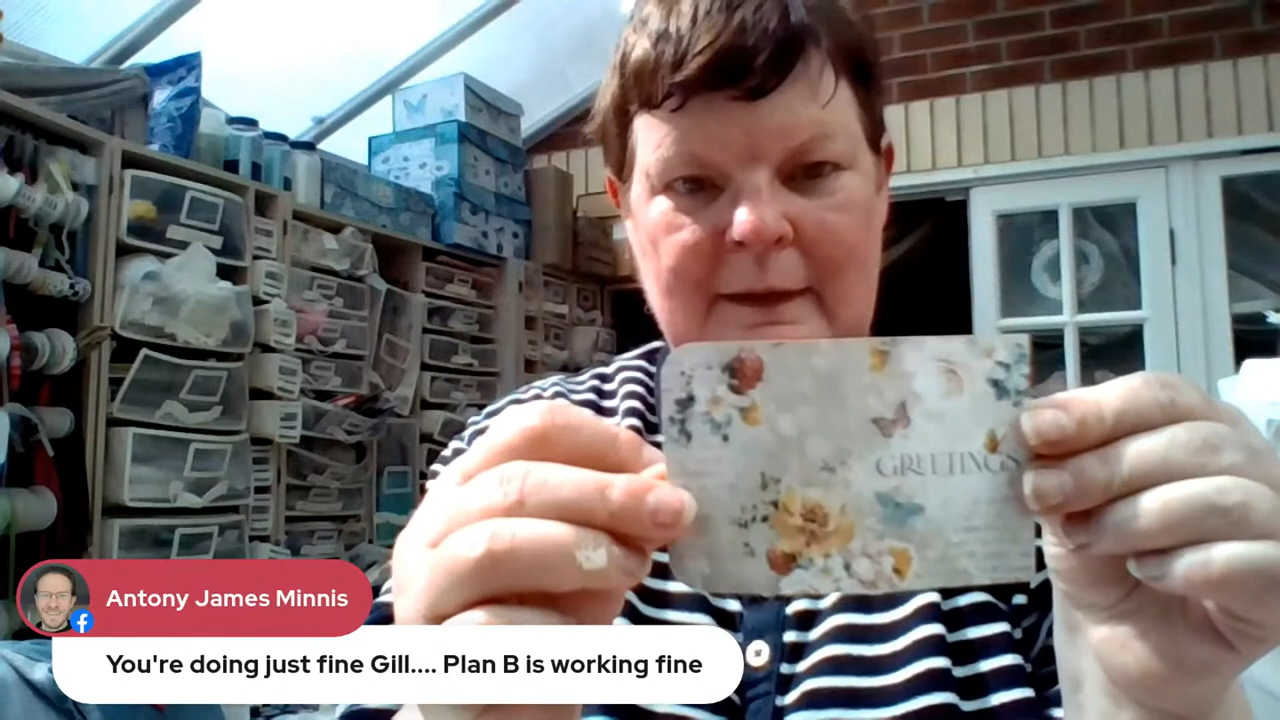 GREETINGS
Antony James Minnis
You're doing just fine Gill.... Plan B is working fine